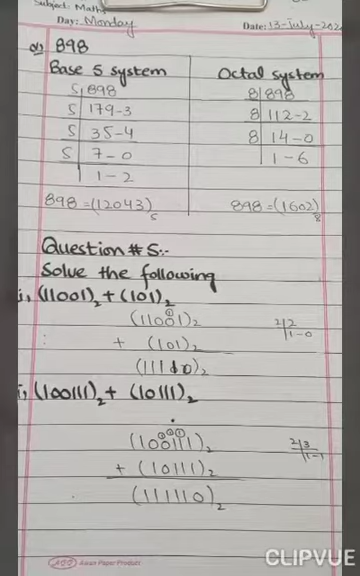 Subject: Maths
Day: Monday Date: 13-July-202
Q) 898
Base 5 system Octal system
5 898 8 898
5 179-3 8 112-2
5 35-4 8 14-0
5 7-0 1-6
1-2
898=(12043)5 898=(1602)8
Question #5:-
Solve the following
i, (11001)2+(101)2
(11001)2 2 2
+ (101)2 1-0
(11110)2
i, (100111)2+(10111)2
(100111)2 2 3
+ (10111)2 1-1
(111110)2
Asian Paper Product
CLIPVUE